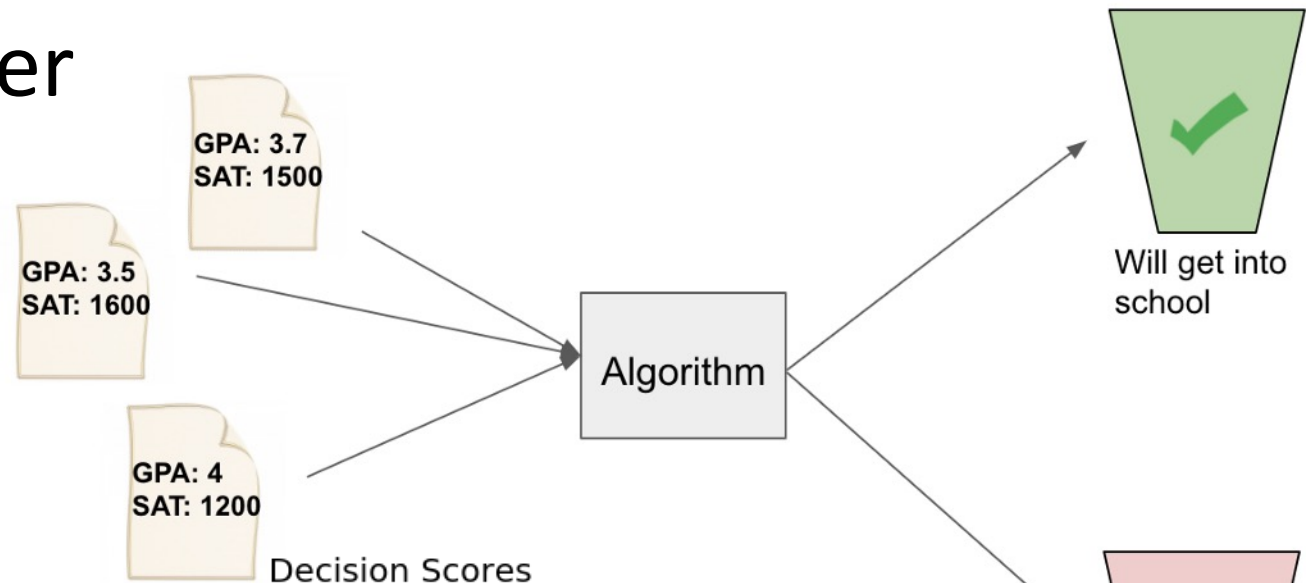 er
GPA: 3.7
SAT: 1500
GPA: 3.5
SAT: 1600
GPA: 4
SAT: 1200
Decision Scores
Algorithm
Will get into
school